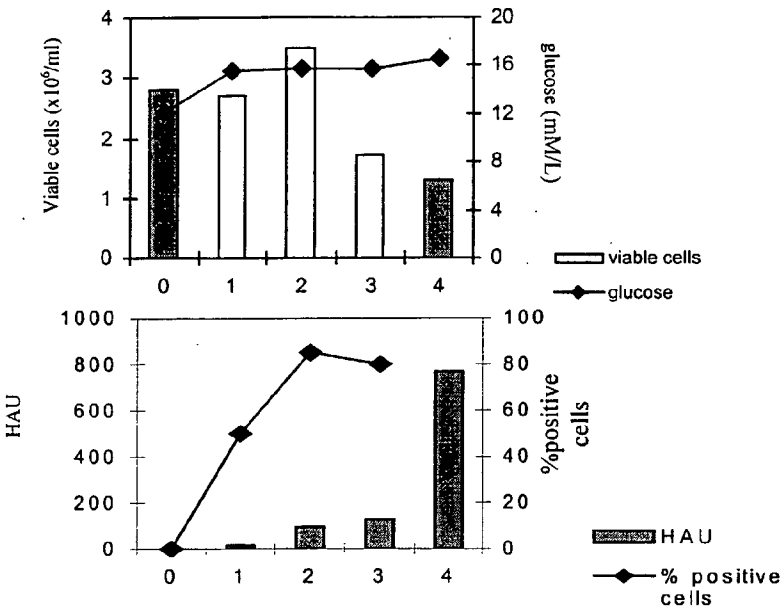 Viable cells (x10⁶/ml)
4
3
2
1
0
20
16
12
8
4
0
glucose (mM/L)
0 1 2 3 4
viable cells
glucose
HAU
1000
800
600
400
200
0
100
80
60
40
20
0
%positive
cells
0 1 2 3 4
HAU
% positive
cells